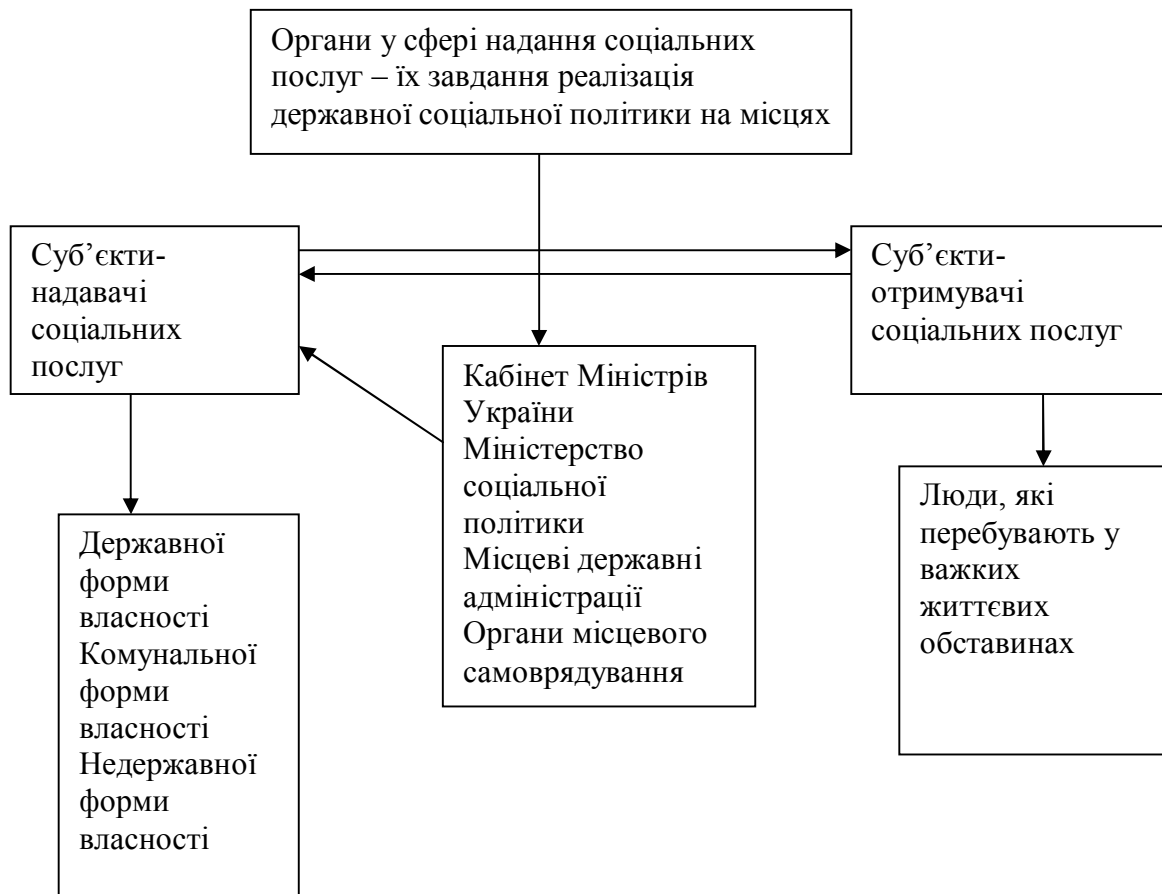 Органи у сфері надання соціальних
послуг – їх завдання реалізація
державної соціальної політики на місцях
Суб’єкти-
надавачі
соціальних
послуг
Суб’єкти-
отримувачі
соціальних послуг
Кабінет Міністрів
України
Міністерство
соціальної
політики
Місцеві державні
адміністрації
Органи місцевого
самоврядування
Люди, які
перебувають у
важких
життєвих
обставинах
Державної
форми
власності
Комунальної
форми
власності
Недержавної
форми
власності